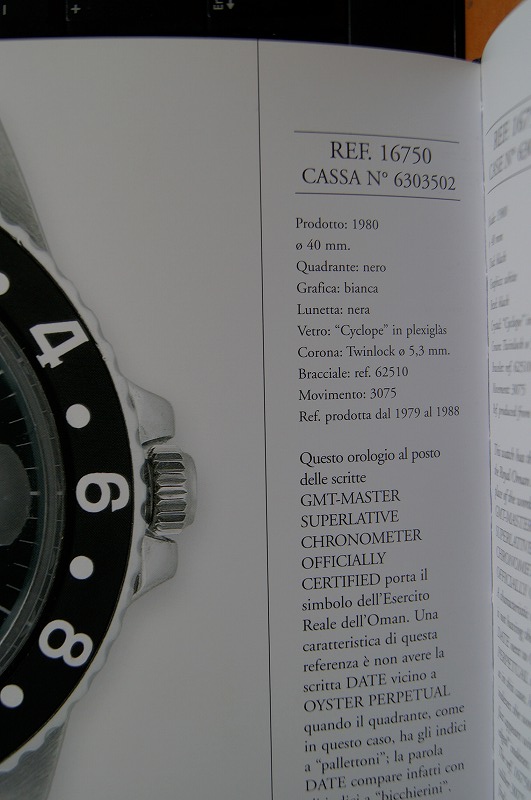 4
6
8
REF. 16750
CASSA N° 6303502
Prodotto: 1980
ø 40 mm.
Quadrante: nero
Grafica: bianca
Lunetta: nera
Vetro: “Cyclope” in plexiglàs
Corona: Twinlock ø 5,3 mm.
Bracciale: ref. 62510
Movimento: 3075
Ref. prodotta dal 1979 al 1988
Questo orologio al posto
delle scritte
GMT-MASTER
SUPERLATIVE
CHRONOMETER
OFFICIALLY
CERTIFIED porta il
simbolo dell’Esercito
Reale dell’Oman. Una
caratteristica di questa
referenza è non avere la
scritta DATE vicino a
OYSTER PERPETUAL
quando il quadrante, come
in questo caso, ha gli indici
a “pallettoni”; la parola
DATE compare infatti con
“bicchierini”.